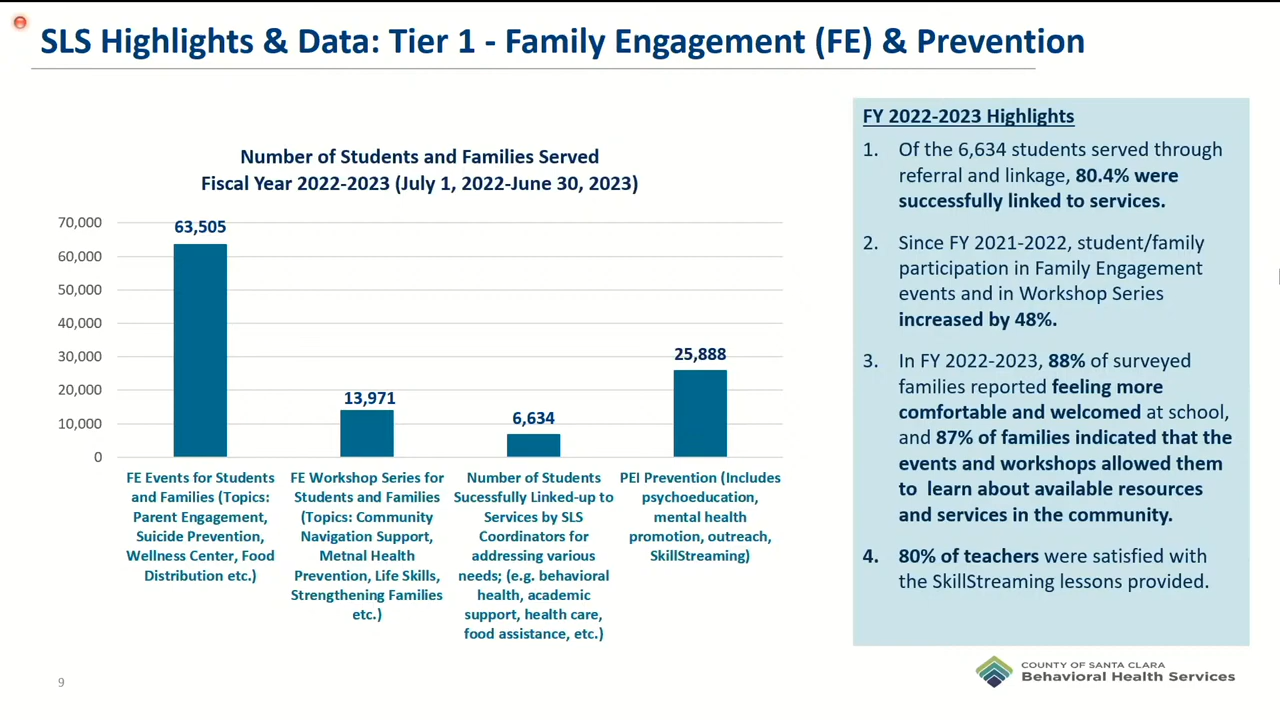 SLS Highlights & Data: Tier 1 - Family Engagement (FE) & Prevention
Number of Students and Families Served
Fiscal Year 2022-2023 (July 1, 2022-June 30, 2023)
70,000
60,000
50,000
40,000
30,000
20,000
10,000
0
63,505
13,971
6,634
25,888
FE Events for Students
and Families (Topics:
Parent Engagement,
Suicide Prevention,
Wellness Center, Food
Distribution etc.)
FE Workshop Series for
Students and Families
(Topics: Community
Navigation Support,
Metnal Health
Prevention, Life Skills,
Strengthening Families
etc.)
Number of Students
Sucessfully Linked-up to
Services by SLS
Coordinators for
addressing various
needs; (e.g. behavioral
health, academic
support, health care,
food assistance, etc.)
PEI Prevention (Includes
psychoeducation,
mental health
promotion, outreach,
SkillStreaming)
FY 2022-2023 Highlights
1. Of the 6,634 students served through
referral and linkage, 80.4% were
successfully linked to services.
2. Since FY 2021-2022, student/family
participation in Family Engagement
events and in Workshop Series
increased by 48%.
3. In FY 2022-2023, 88% of surveyed
families reported feeling more
comfortable and welcomed at school,
and 87% of families indicated that the
events and workshops allowed them
to learn about available resources
and services in the community.
4. 80% of teachers were satisfied with
the SkillStreaming lessons provided.
9
COUNTY OF SANTA CLARA
Behavioral Health Services